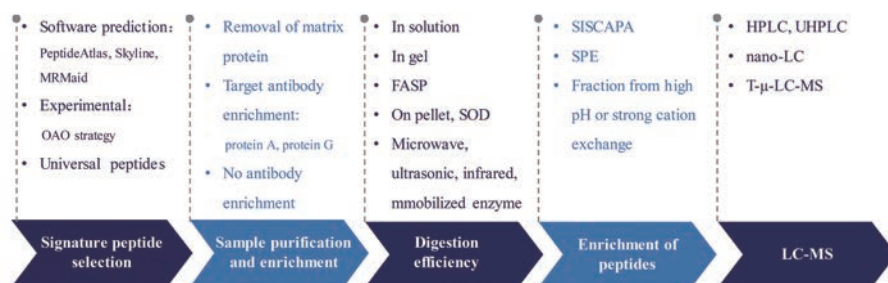 Software prediction:
PeptideAtlas, Skyline,
MRMaid
Experimental:
OAO strategy
Universal peptides
Removal of matrix
protein
Target antibody
enrichment:
protein A, protein G
No antibody
enrichment
In solution
In gel
FASP
On pellet, SOD
Microwave,
ultrasonic, infrared,
mmobilized enzyme
SISCAPA
SPE
Fraction from high
pH or strong cation
exchange
HPLC, UHPLC
nano-LC
T-μ-LC-MS
Signature peptide
selection
Sample purification
and enrichment
Digestion
efficiency
Enrichment of
peptides
LC-MS